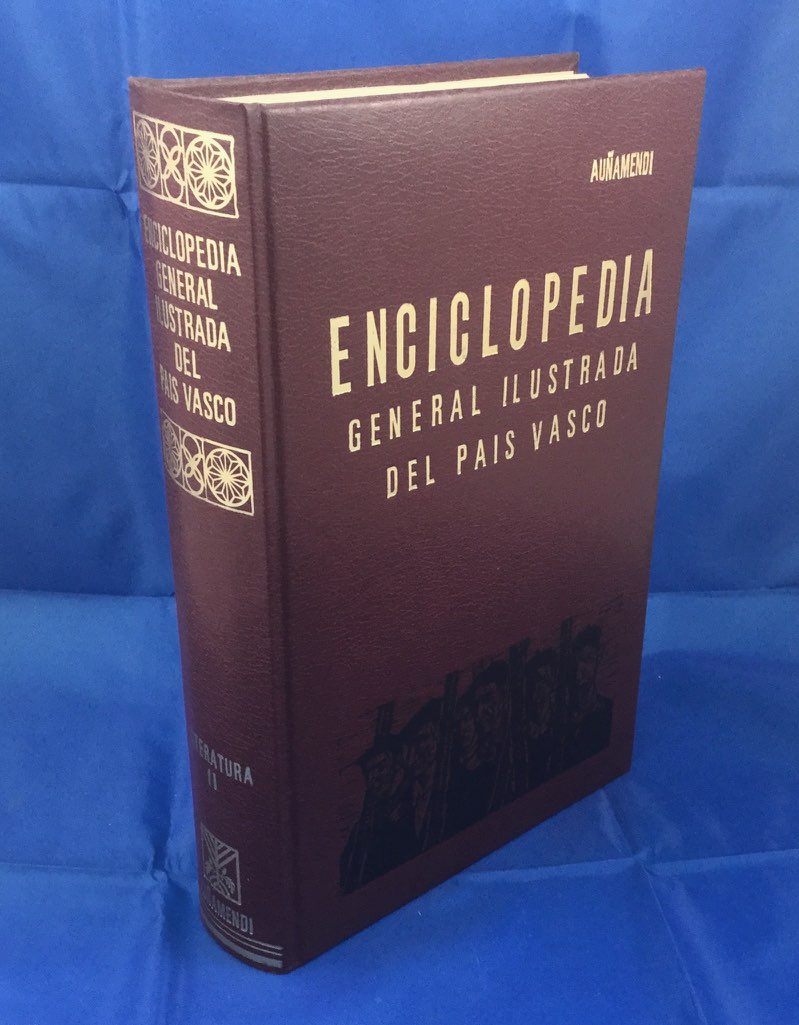 ENCICLOPEDIA
GENERAL
ILUSTRADA
DEL
PAIS VASCO
II
AUÑAMENDI
ENCICLOPEDIA
GENERAL ILUSTRADA
DEL PAIS VASCO